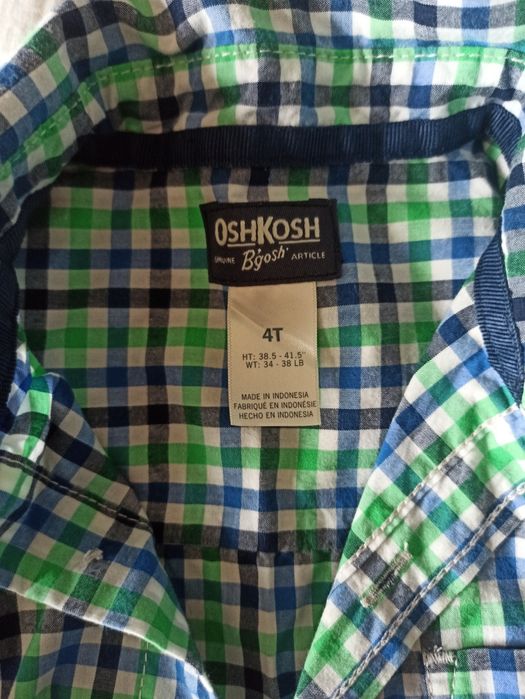 OSHKOSH
GENUINE B'gosh ARTICLE
4T
HT: 38.5 - 41.5"
WT: 34 - 38 LB
MADE IN INDONESIA
FABRIQUÉ EN INDONÉSIE
HECHO EN INDONESIA